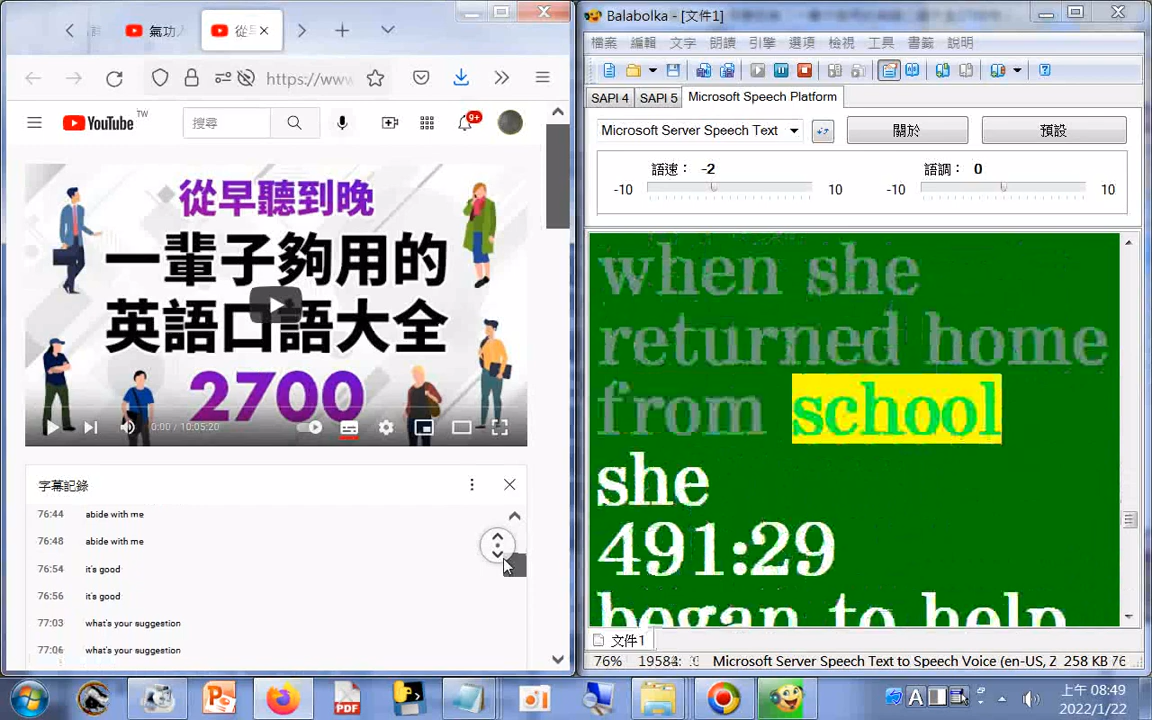 氣功
從
https://www
YouTube TW
搜尋
9+
從早聽到晚
一輩子夠用的
英語口語大全
2700
0:00 / 10:05:20
字幕記錄
76:44 abide with me
76:48 abide with me
76:54 it's good
76:56 it's good
77:03 what's your suggestion
77:06 what's your suggestion
Balabolka - [文件1]
檔案 編輯 文字 朗讀 引擎 選項 檢視 工具 書籤 說明
SAPI 4 SAPI 5 Microsoft Speech Platform
Microsoft Server Speech Text 關於 預設
語速： -2 語調： 0
-10 10 -10 10
when she
returned home
from school
she
491:29
began to help
文件1
76% Microsoft Server Speech Text to Speech Voice (en-US, 2 258 KB 76
PDF
A
上午 08:49
2022/1/22